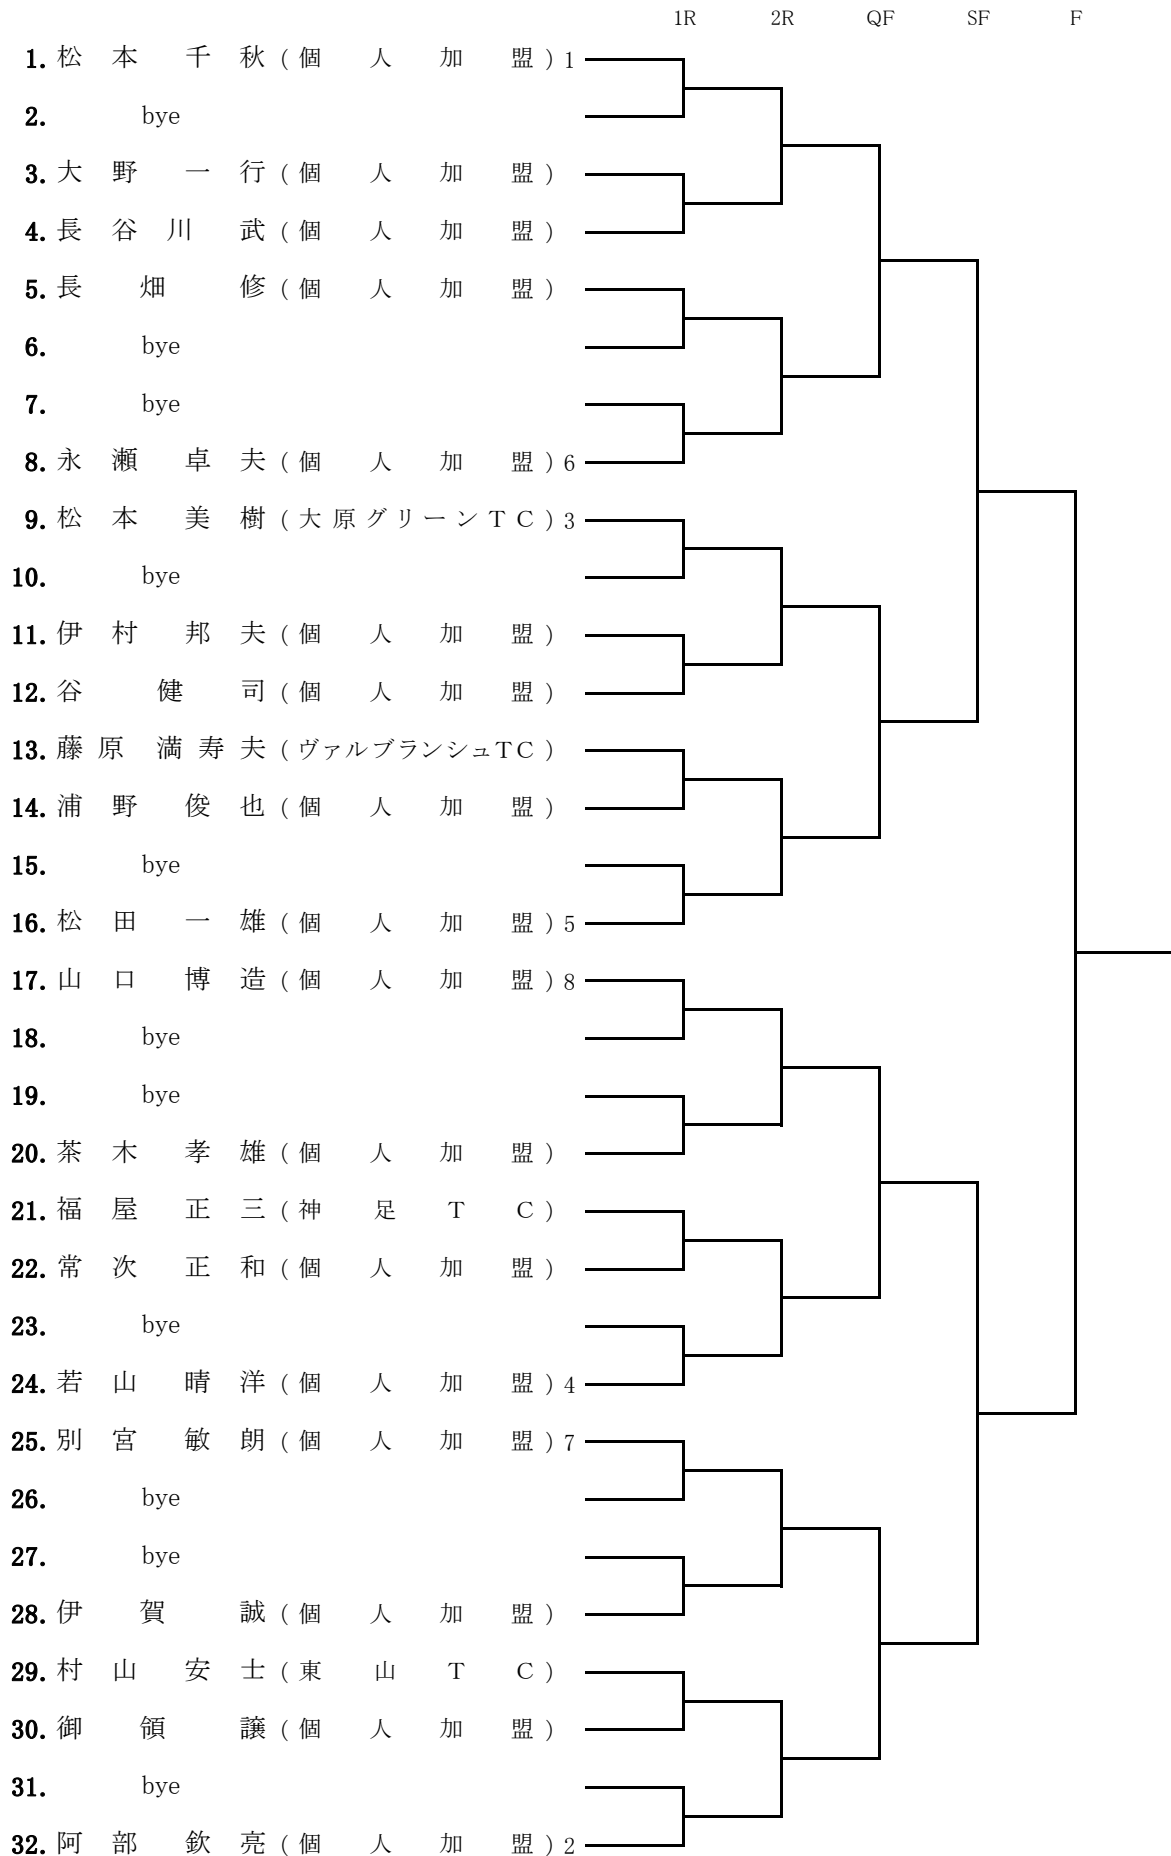 1R 2R QF SF F
1. 松本 千秋 (個人加盟) 1
2. bye
3. 大野 一行 (個人加盟)
4. 長谷川 武 (個人加盟)
5. 長畑 修 (個人加盟)
6. bye
7. bye
8. 永瀬 卓夫 (個人加盟) 6
9. 松本 美樹 (大原グリーンTC) 3
10. bye
11. 伊村 邦夫 (個人加盟)
12. 谷 健司 (個人加盟)
13. 藤原 満寿夫 (ヴァルブランシュTC)
14. 浦野 俊也 (個人加盟)
15. bye
16. 松田 一雄 (個人加盟) 5
17. 山口 博造 (個人加盟) 8
18. bye
19. bye
20. 茶木 孝雄 (個人加盟)
21. 福屋 正三 (神足TC)
22. 常次 正和 (個人加盟)
23. bye
24. 若山 晴洋 (個人加盟) 4
25. 別宮 敏朗 (個人加盟) 7
26. bye
27. bye
28. 伊賀 誠 (個人加盟)
29. 村山 安士 (東山TC)
30. 御領 譲 (個人加盟)
31. bye
32. 阿部 欽亮 (個人加盟) 2